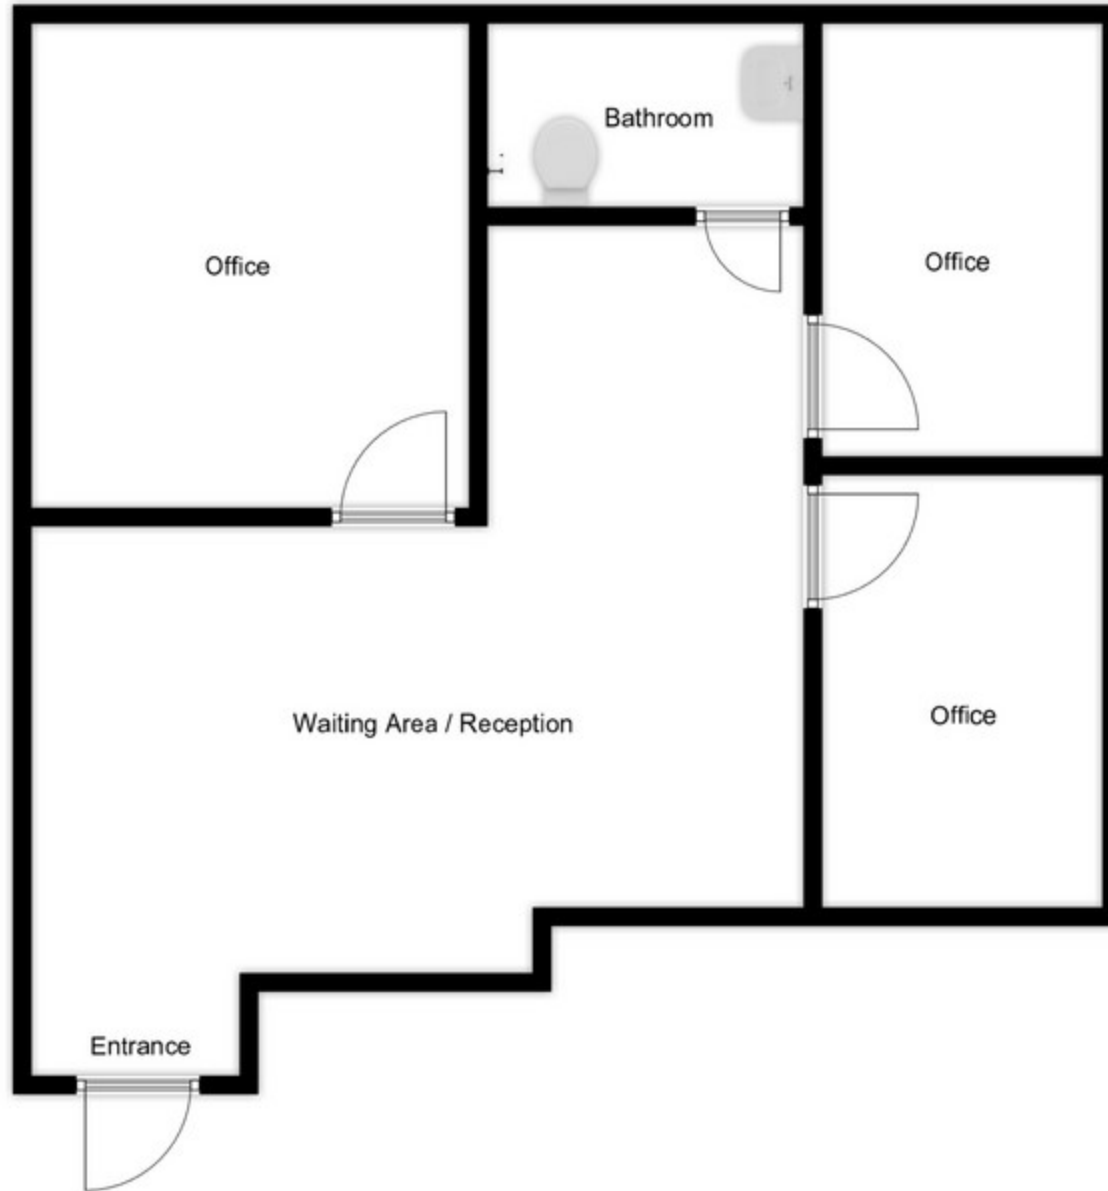 Bathroom
Office
Office
Waiting Area / Reception
Office
Entrance